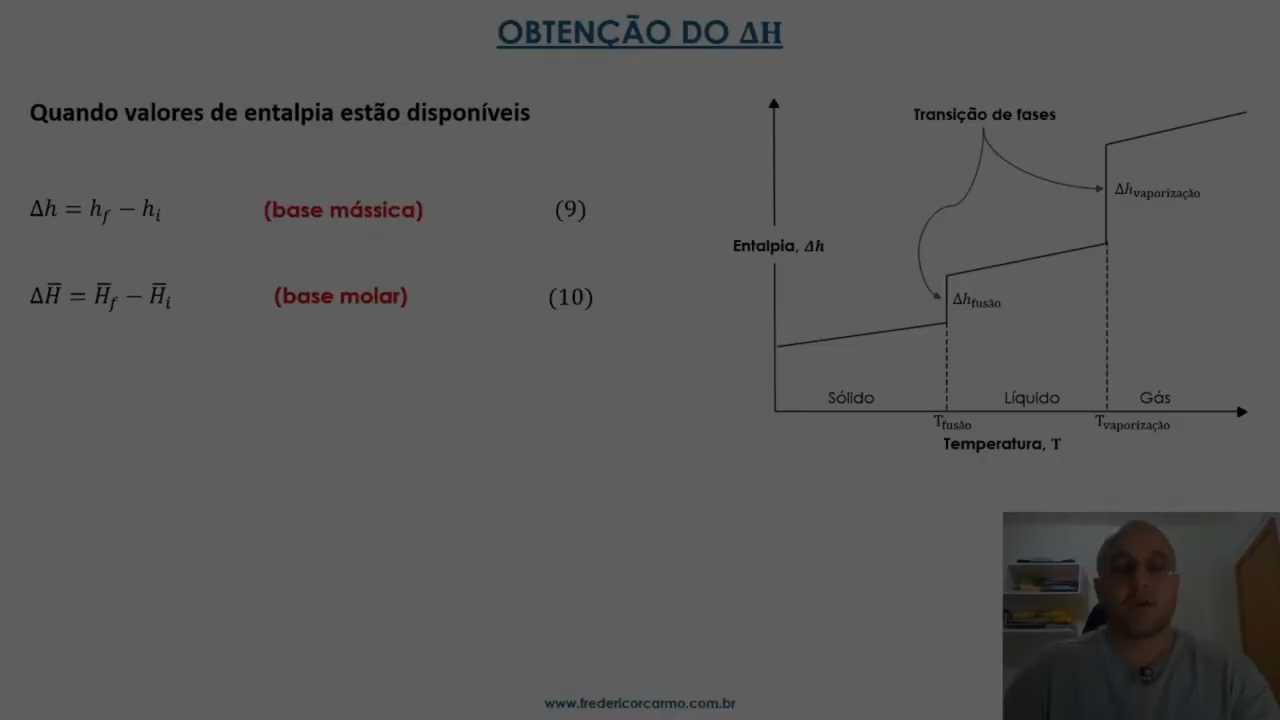 OBTENÇÃO DO ΔH
Quando valores de entalpia estão disponíveis
Δh = h_f − h_i (base mássica) (9)
ΔH̅ = H̅_f − H̅_i (base molar) (10)
Transição de fases
Δh_vaporização
Entalpia, Δh
Δh_fusão
Sólido Líquido Gás
T_fusão T_vaporização
Temperatura, T
www.fredericorcarmo.com.br